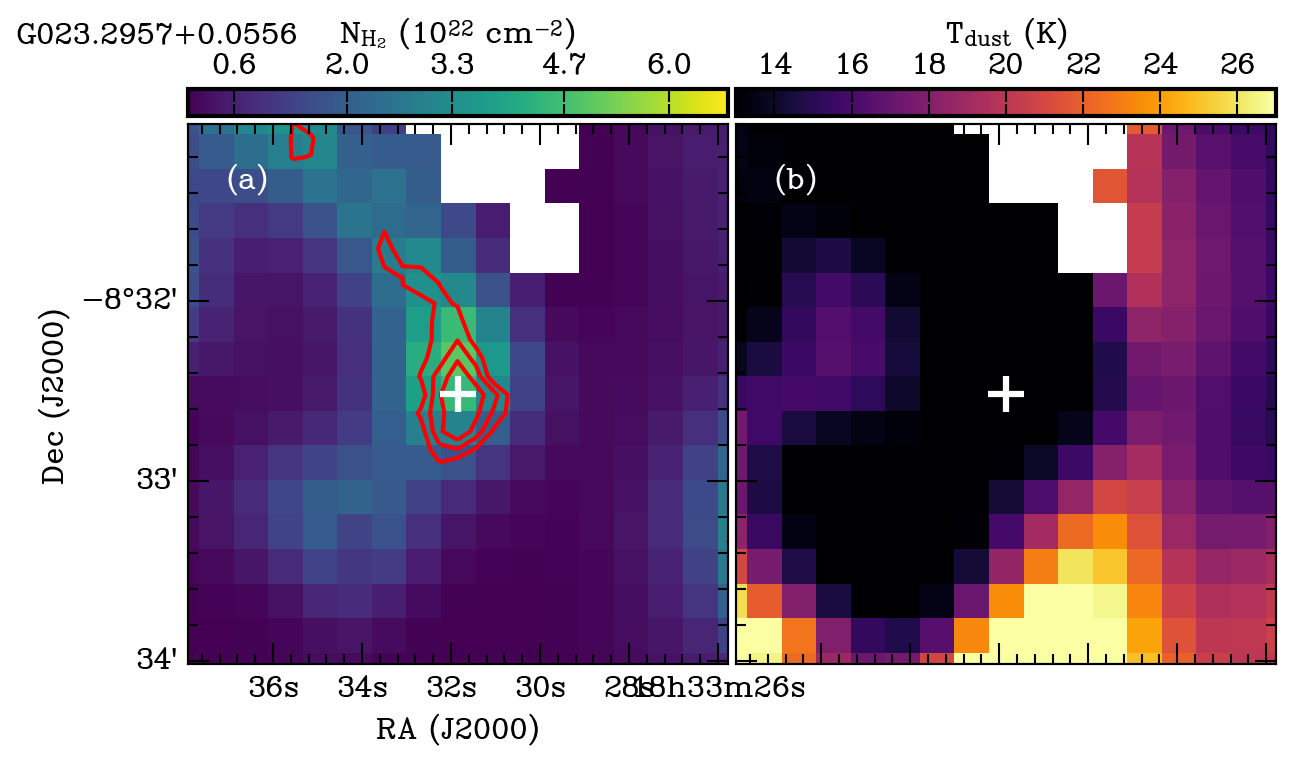 G023.2957+0.0556 N_H₂ (10²² cm⁻²) T_dust (K)
0.6 2.0 3.3 4.7 6.0 14 16 18 20 22 24 26
(a) (b)
−8°32'
Dec (J2000)
33'
34'
36s 34s 32s 30s 28s 18h33m26s
RA (J2000)